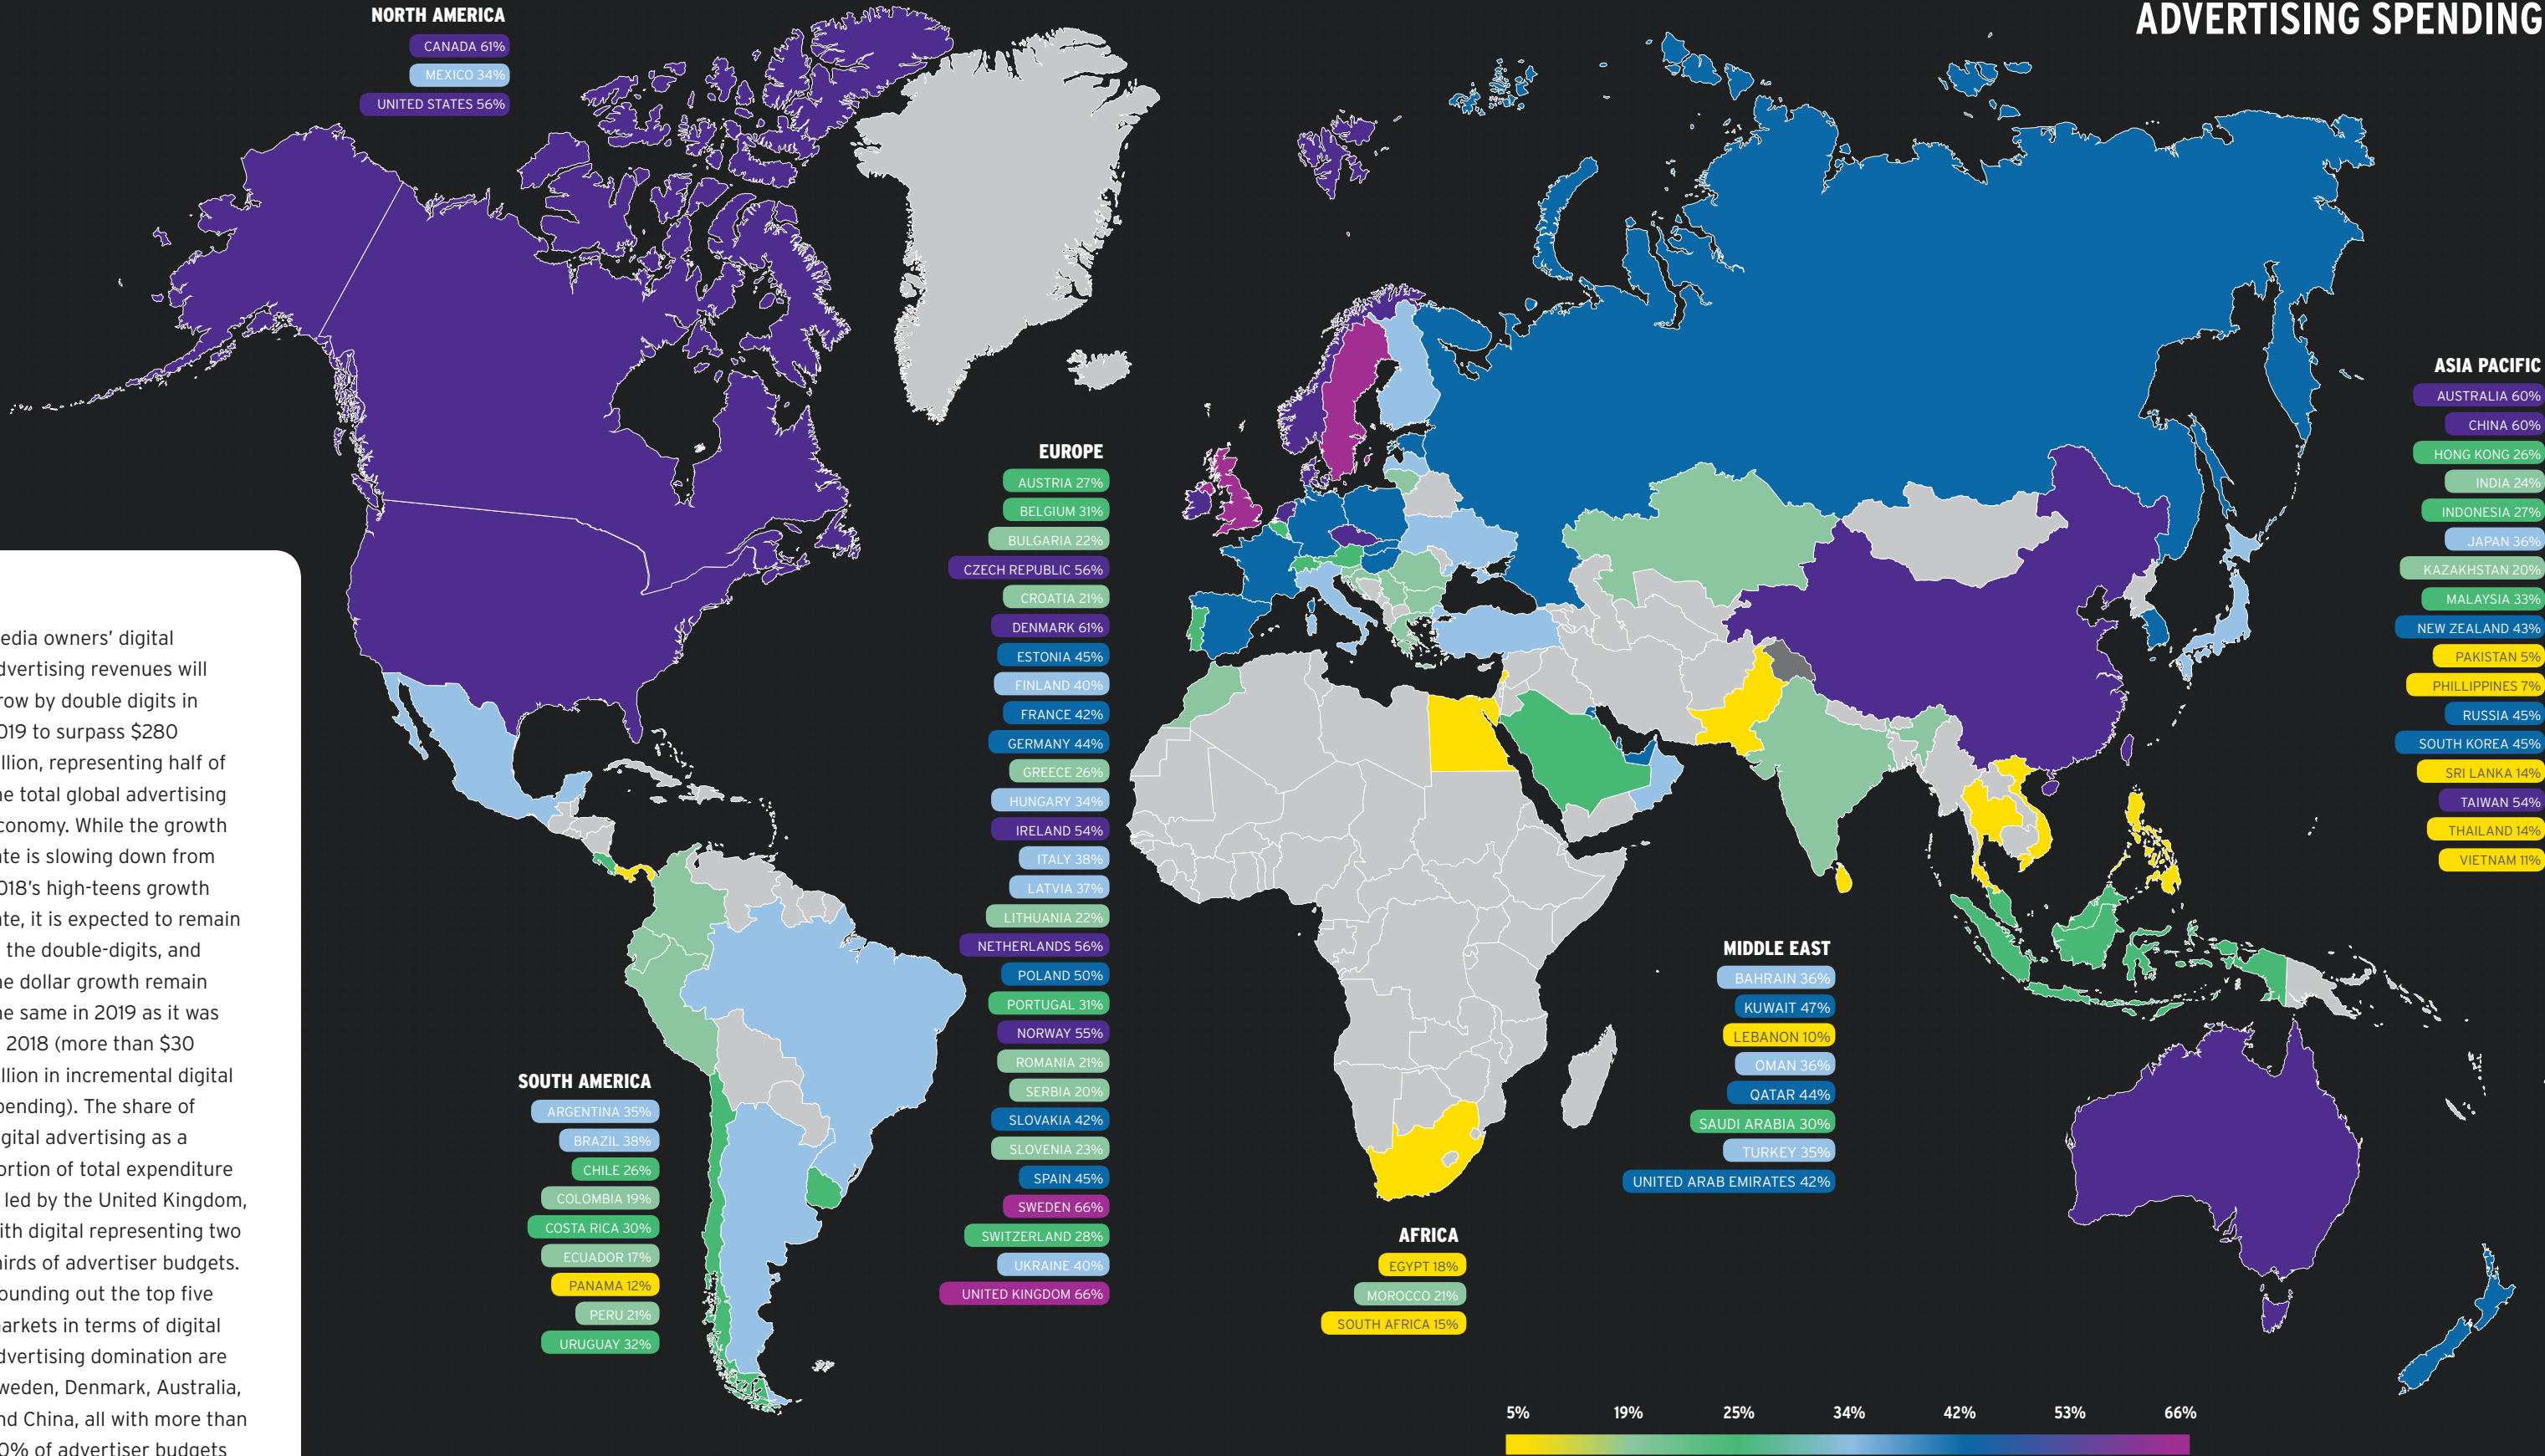 ADVERTISING SPENDING
NORTH AMERICA
CANADA 61%
MEXICO 34%
UNITED STATES 56%
edia owners’ digital
dvertising revenues will
row by double digits in
019 to surpass $280
llion, representing half of
he total global advertising
conomy. While the growth
ate is slowing down from
018’s high-teens growth
ate, it is expected to remain
the double-digits, and
he dollar growth remain
he same in 2019 as it was
2018 (more than $30
llion in incremental digital
pending). The share of
igital advertising as a
ortion of total expenditure
led by the United Kingdom,
ith digital representing two
hirds of advertiser budgets.
ounding out the top five
arkets in terms of digital
dvertising domination are
weden, Denmark, Australia,
nd China, all with more than
0% of advertiser budgets
SOUTH AMERICA
ARGENTINA 35%
BRAZIL 38%
CHILE 26%
COLOMBIA 19%
COSTA RICA 30%
ECUADOR 17%
PANAMA 12%
PERU 21%
URUGUAY 32%
EUROPE
AUSTRIA 27%
BELGIUM 31%
BULGARIA 22%
CZECH REPUBLIC 56%
CROATIA 21%
DENMARK 61%
ESTONIA 45%
FINLAND 40%
FRANCE 42%
GERMANY 44%
GREECE 26%
HUNGARY 34%
IRELAND 54%
ITALY 38%
LATVIA 37%
LITHUANIA 22%
NETHERLANDS 56%
POLAND 50%
PORTUGAL 31%
NORWAY 55%
ROMANIA 21%
SERBIA 20%
SLOVAKIA 42%
SLOVENIA 23%
SPAIN 45%
SWEDEN 66%
SWITZERLAND 28%
UKRAINE 40%
UNITED KINGDOM 66%
AFRICA
EGYPT 18%
MOROCCO 21%
SOUTH AFRICA 15%
MIDDLE EAST
BAHRAIN 36%
KUWAIT 47%
LEBANON 10%
OMAN 36%
QATAR 44%
SAUDI ARABIA 30%
TURKEY 35%
UNITED ARAB EMIRATES 42%
ASIA PACIFIC
AUSTRALIA 60%
CHINA 60%
HONG KONG 26%
INDIA 24%
INDONESIA 27%
JAPAN 36%
KAZAKHSTAN 20%
MALAYSIA 33%
NEW ZEALAND 43%
PAKISTAN 5%
PHILLIPPINES 7%
RUSSIA 45%
SOUTH KOREA 45%
SRI LANKA 14%
TAIWAN 54%
THAILAND 14%
VIETNAM 11%
5% 19% 25% 34% 42% 53% 66%